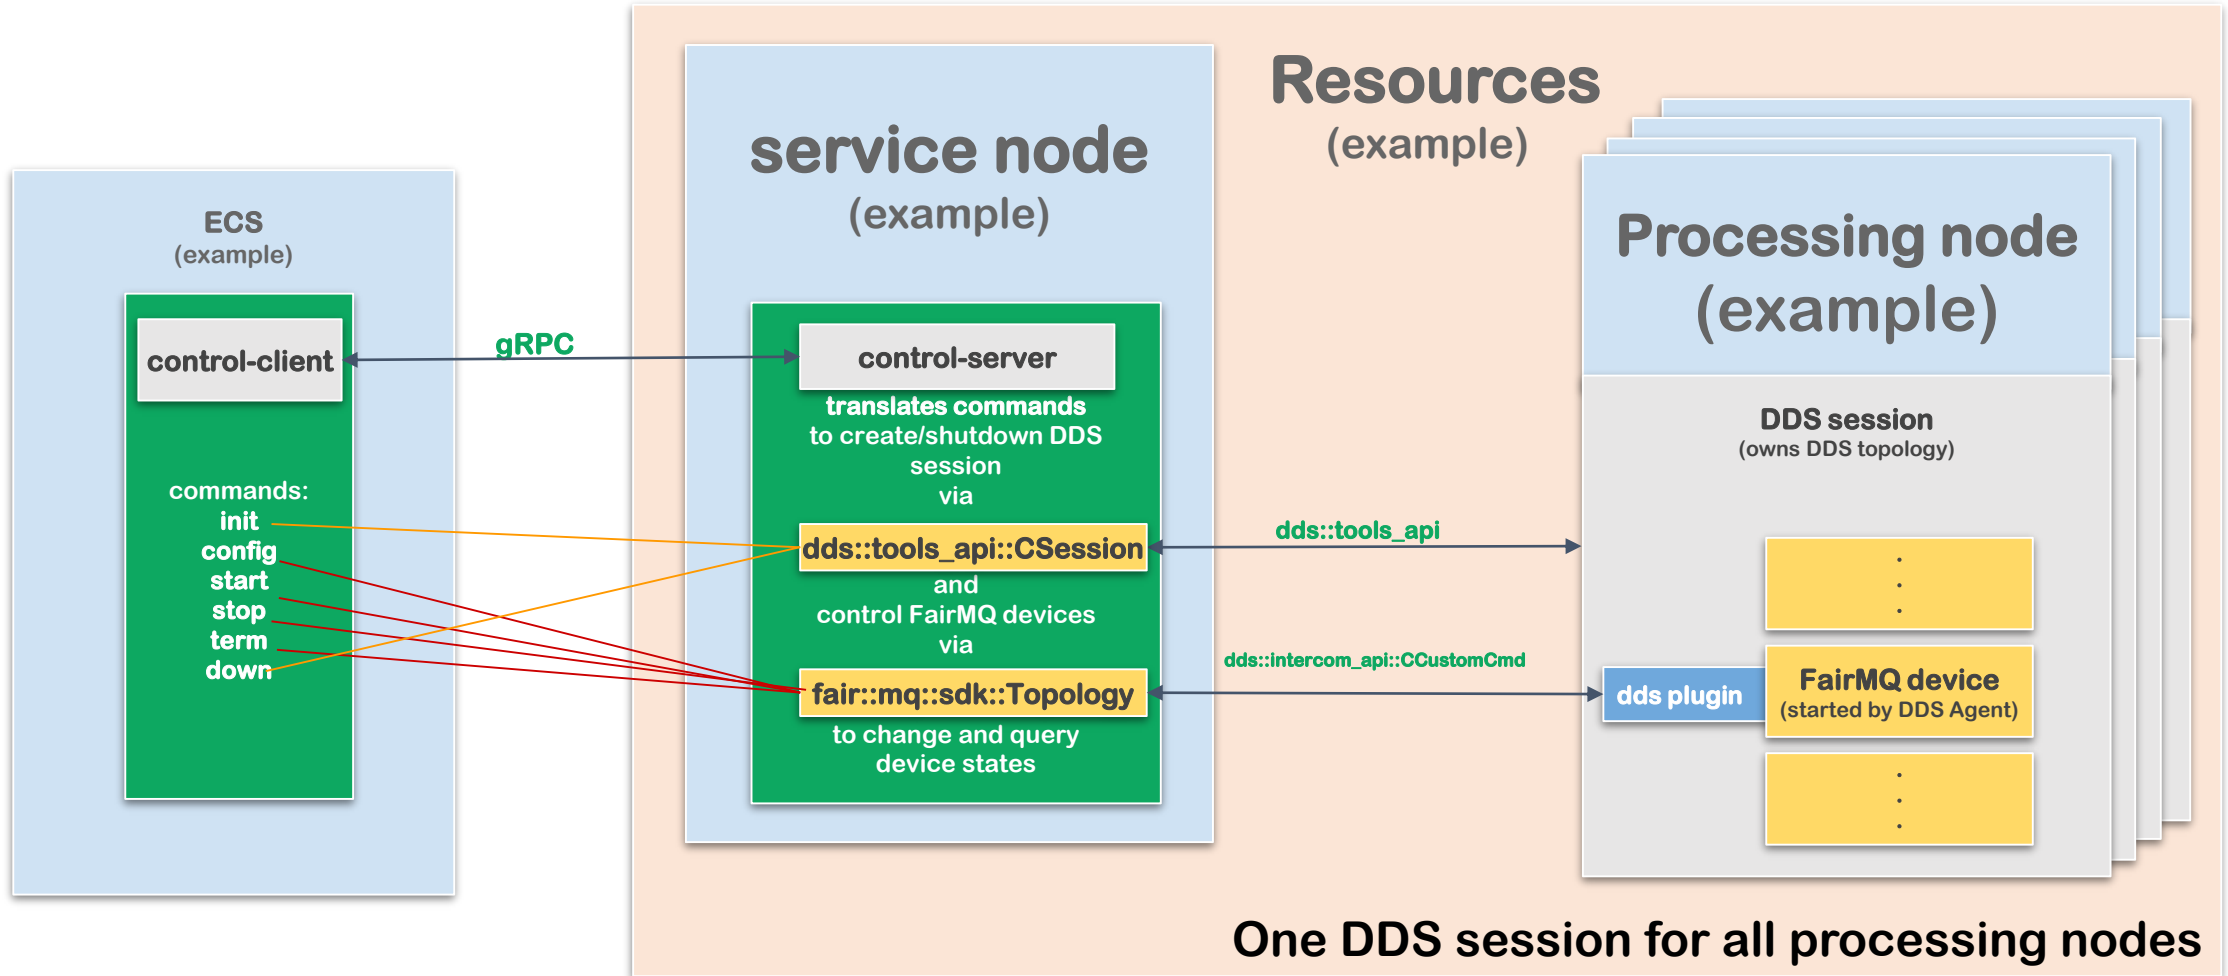 ECS
(example)
control-client
commands:
init
config
start
stop
term
down
gRPC
service node
(example)
control-server
translates commands
to create/shutdown DDS
session
via
dds::tools_api::CSession
and
control FairMQ devices
via
fair::mq::sdk::Topology
to change and query
device states
Resources
(example)
dds::tools_api
dds::intercom_api::CCustomCmd
Processing node
(example)
DDS session
(owns DDS topology)
.
.
.
dds plugin
FairMQ device
(started by DDS Agent)
.
.
.
One DDS session for all processing nodes